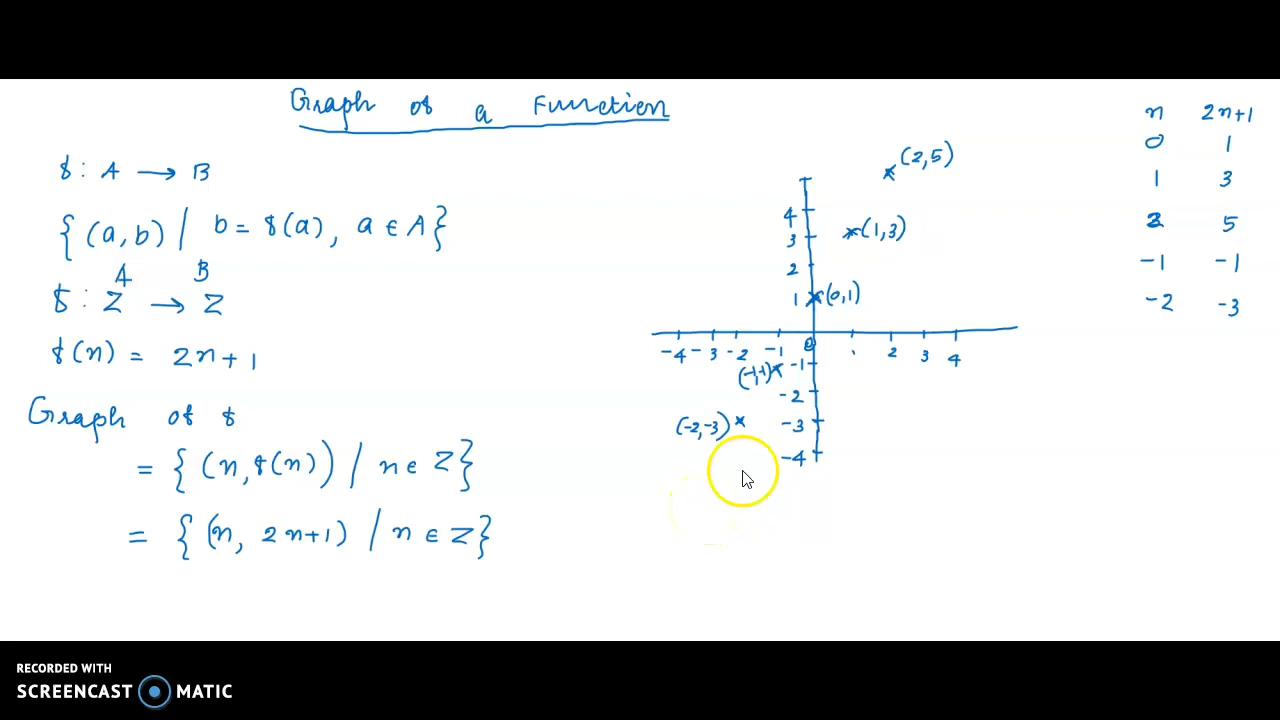 Graph of a Function
f : A → B
{ (a, b) | b = f(a), a ∈ A }
A B
f : Z → Z
f(n) = 2n+1
Graph of f
= { (n, f(n)) | n ∈ Z }
= { (n, 2n+1) | n ∈ Z }
(2,5)
4
3 (1,3)
2
1 (0,1)
-4 -3 -2 -1 0 1 2 3 4
(-1,-1) -1
-2
(-2,-3) -3
-4
n 2n+1
0 1
1 3
2 5
-1 -1
-2 -3
RECORDED WITH
SCREENCAST MATIC